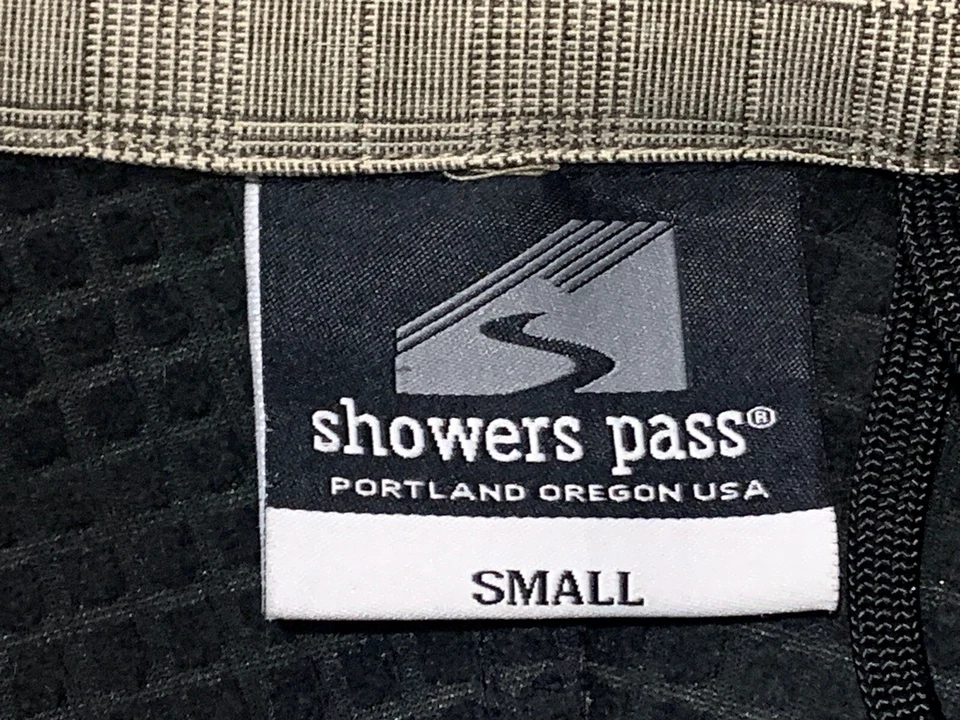 showers pass®
PORTLAND OREGON USA
SMALL